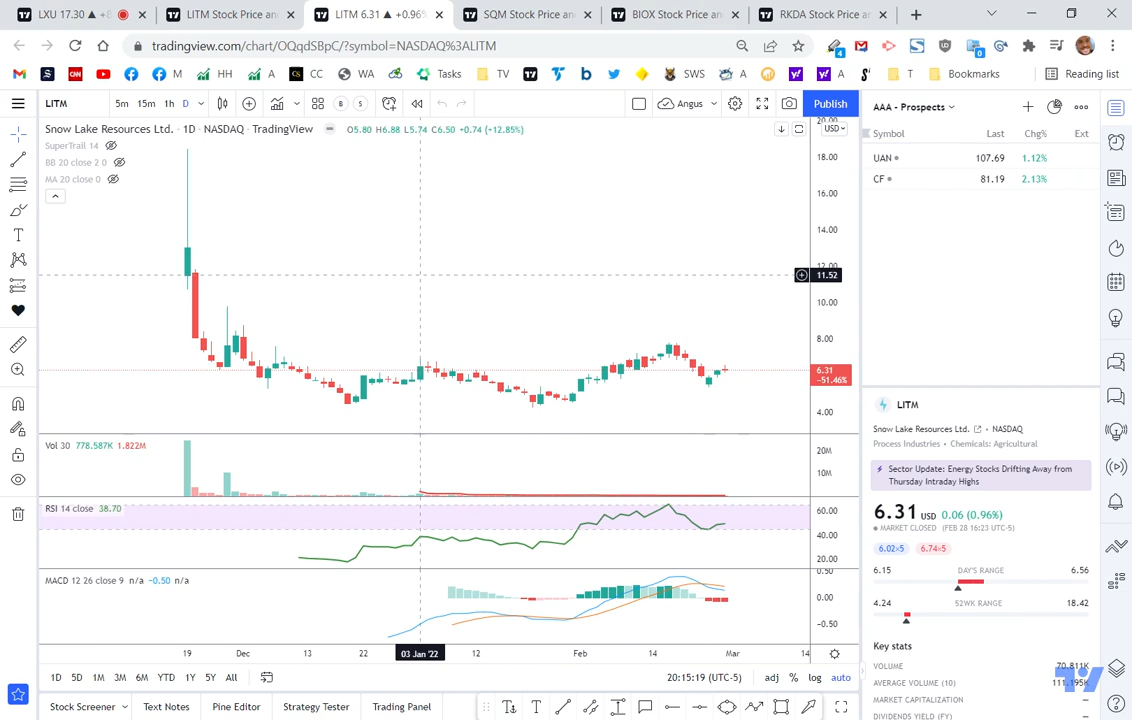 LXU 17.30 ▲ +8
LITM Stock Price and
LITM 6.31 ▲ +0.96%
SQM Stock Price an
BIOX Stock Price an
RKDA Stock Price an
tradingview.com/chart/OQqdSBpC/?symbol=NASDAQ%3ALITM
M HH A CC WA Tasks TV SWS A A T Bookmarks Reading list
LITM 5m 15m 1h D B S Angus Publish
Snow Lake Resources Ltd. · 1D · NASDAQ · TradingView O5.80 H6.88 L5.74 C6.50 +0.74 (+12.85%)
USD
SuperTrail 14
BB 20 close 2 0
MA 20 close 0
20.00
18.00
16.00
14.00
12.00
11.52
10.00
8.00
6.31
-51.46%
4.00
Vol 30 778.587K 1.822M
20M
10M
RSI 14 close 38.70
60.00
40.00
20.00
MACD 12 26 close 9 n/a −0.50 n/a
0.50
0.00
−0.50
19 Dec 13 22 03 Jan '22 12 Feb 14 Mar 14
1D 5D 1M 3M 6M YTD 1Y 5Y All
20:15:19 (UTC-5) adj % log auto
Stock Screener Text Notes Pine Editor Strategy Tester Trading Panel
AAA - Prospects
Symbol Last Chg% Ext
UAN 107.69 1.12%
CF 81.19 2.13%
LITM
Snow Lake Resources Ltd. • NASDAQ
Process Industries • Chemicals: Agricultural
Sector Update: Energy Stocks Drifting Away from
Thursday Intraday Highs
6.31 USD 0.06 (0.96%)
MARKET CLOSED (FEB 28 16:23 UTC-5)
6.02×5 6.74×5
6.15 DAY'S RANGE 6.56
4.24 52WK RANGE 18.42
Key stats
VOLUME 70.811K
AVERAGE VOLUME (10) 111.195K
MARKET CAPITALIZATION —
DIVIDENDS YIELD (FY) —